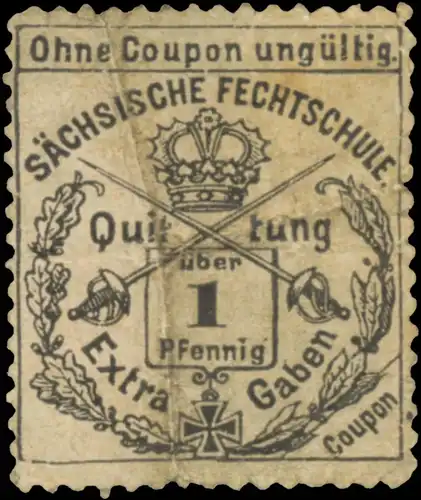 Ohne Coupon ungültig.
SÄCHSISCHE FECHTSCHULE.
Quittung
über
1
Pfennig
Extra Gaben
Coupon